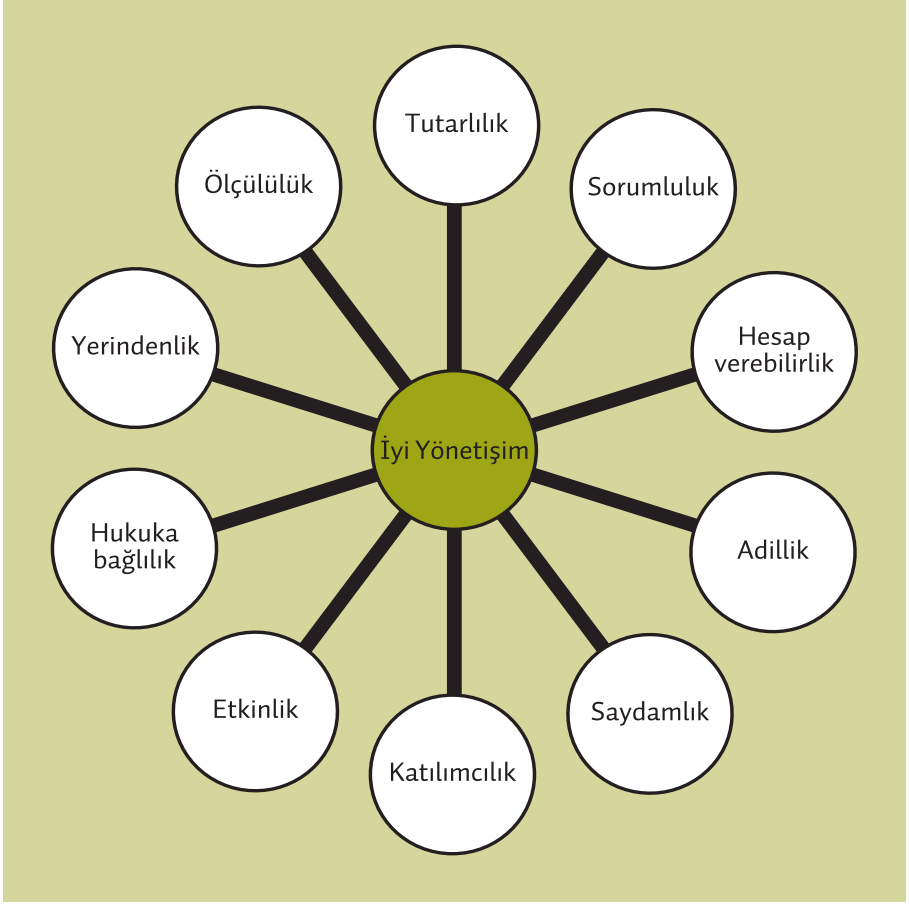 Tutarlılık
Sorumluluk
Hesap
verebilirlik
Adillik
Saydamlık
Katılımcılık
Etkinlik
Hukuka
bağlılık
Yerindenlik
Ölçülülük
İyi Yönetişim